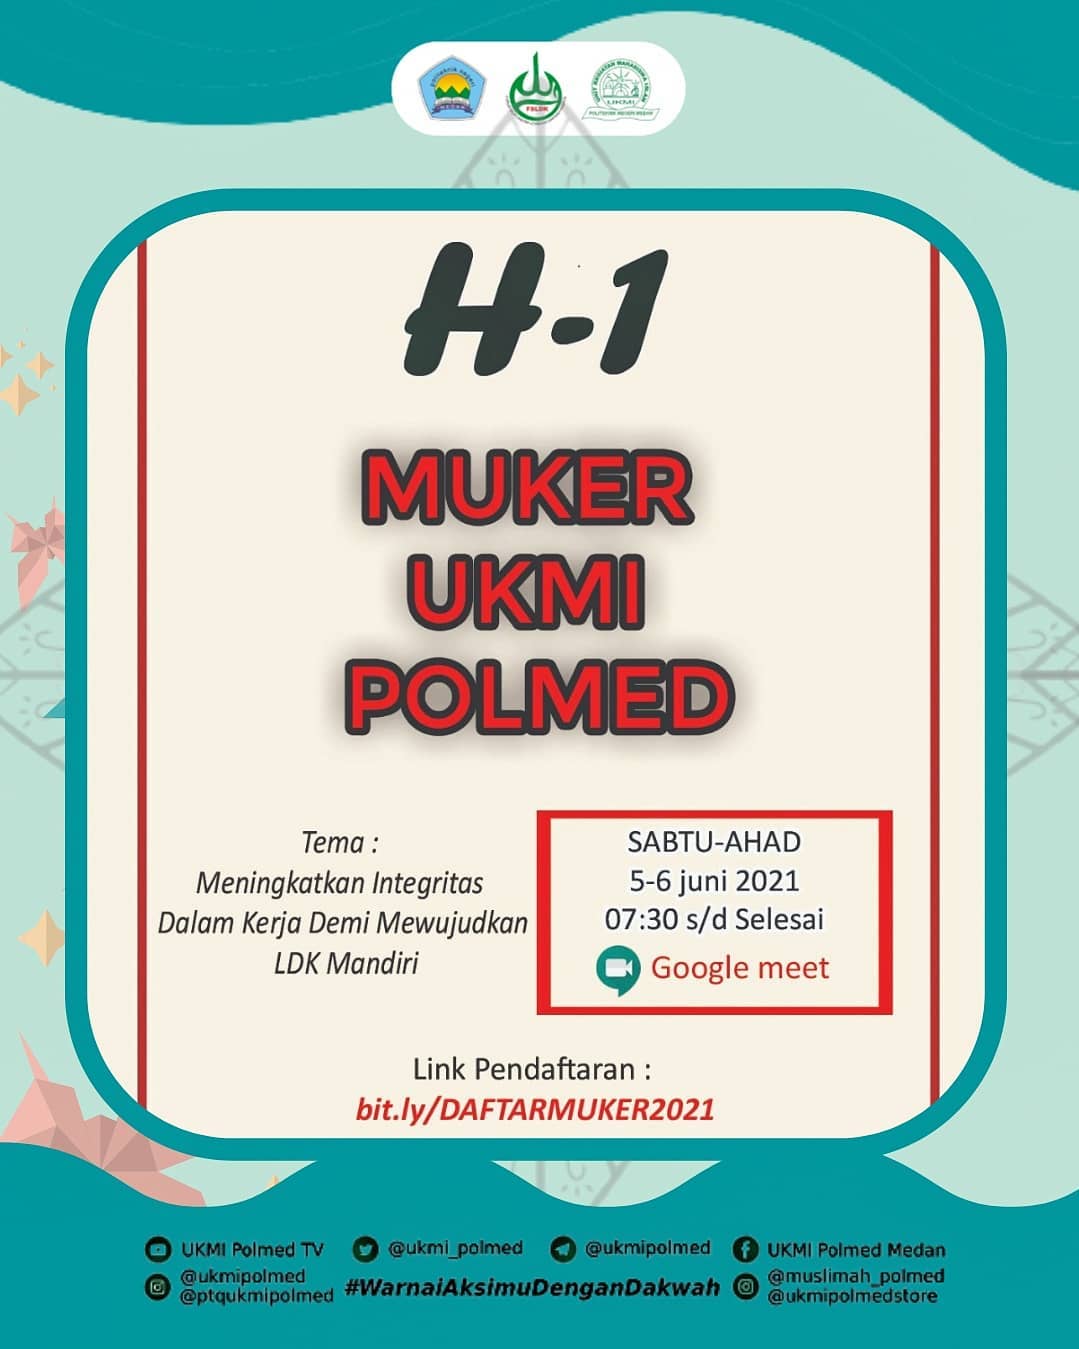 FSLDK
UKMI
H-1
MUKER
UKMI
POLMED
Tema :
Meningkatkan Integritas
Dalam Kerja Demi Mewujudkan
LDK Mandiri
SABTU-AHAD
5-6 juni 2021
07:30 s/d Selesai
Google meet
Link Pendaftaran :
bit.ly/DAFTARMUKER2021
UKMI Polmed TV
@ukmi_polmed
@ukmipolmed
UKMI Polmed Medan
@ukmipolmed
@ptqukmipolmed
#WarnaiAksimuDenganDakwah
@muslimah_polmed
@ukmipolmedstore